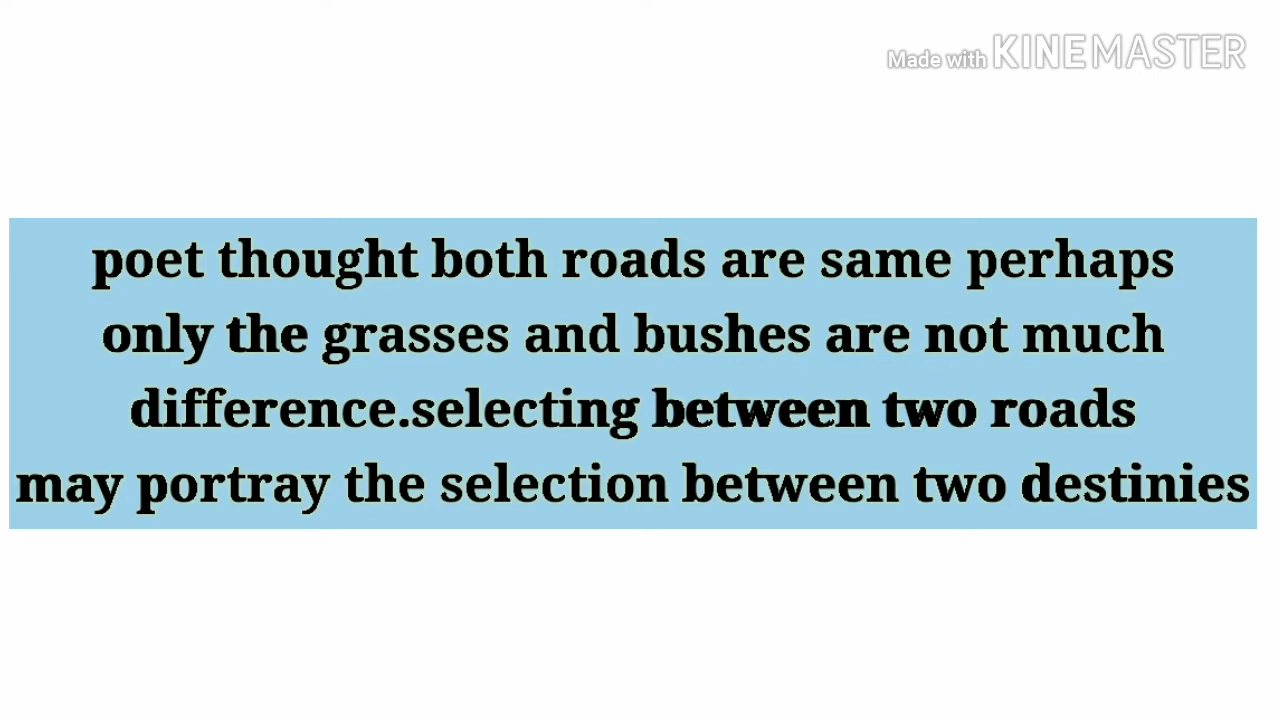 Made with KINEMASTER
poet thought both roads are same perhaps
only the grasses and bushes are not much
difference.selecting between two roads
may portray the selection between two destinies